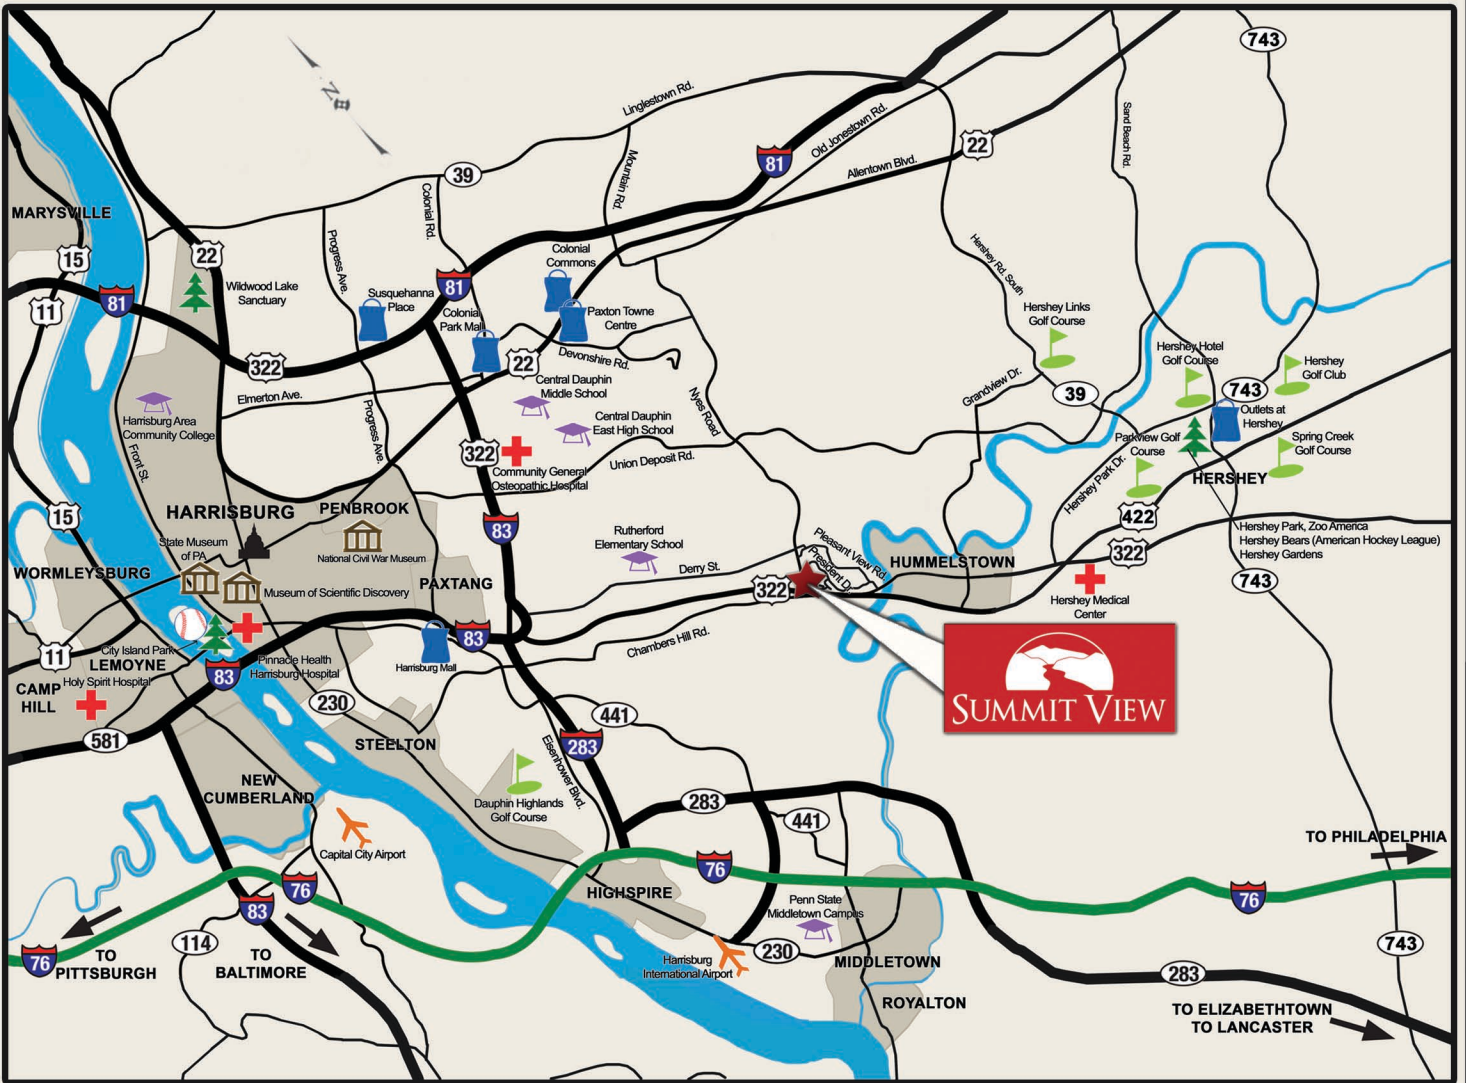 743
N
Linglestown Rd.
Sand Beach Rd.
Old Jonestown Rd.
81
22
Mountain Rd.
Allentown Blvd.
39
Colonial Rd.
MARYSVILLE
Progress Ave.
Hershey Rd. South
15
22
Colonial
Commons
81
11
Wildwood Lake
Sanctuary
Susquehanna
Place
81
Colonial
Park Mall
Paxton Towne
Centre
Hershey Links
Golf Course
322
22
Devonshire Rd.
Hershey Hotel
Golf Course
Hershey
Golf Club
Elmerton Ave.
Central Dauphin
Middle School
Nyes Road
Grandview Dr.
39
743
Harrisburg Area
Community College
Front St.
Progress Ave.
Central Dauphin
East High School
Outlets at
Hershey
Parkview Golf
Course
Spring Creek
Golf Course
322
Community General
Osteopathic Hospital
Union Deposit Rd.
Hershey Park Dr.
HERSHEY
15
HARRISBURG
PENBROOK
422
State Museum
of PA
National Civil War Museum
83
Rutherford
Elementary School
Pleasant View Rd.
President Dr.
322
Hershey Park, Zoo America
Hershey Bears (American Hockey League)
Hershey Gardens
WORMLEYSBURG
Museum of Scientific Discovery
PAXTANG
Derry St.
322
HUMMELSTOWN
743
Hershey Medical
Center
11
City Island Park
LEMOYNE
83
Pinnacle Health
Harrisburg Hospital
83
Harrisburg Mall
Chambers Hill Rd.
CAMP
HILL
Holy Spirit Hospital
230
441
SUMMIT VIEW
581
STEELTON
283
Eisenhower Blvd.
NEW
CUMBERLAND
Dauphin Highlands
Golf Course
283
441
Capital City Airport
TO PHILADELPHIA
76
76
83
HIGHSPIRE
Penn State
Middletown Campus
76
76
TO
PITTSBURGH
114
TO
BALTIMORE
Harrisburg
International Airport
230
MIDDLETOWN
743
283
ROYALTON
TO ELIZABETHTOWN
TO LANCASTER